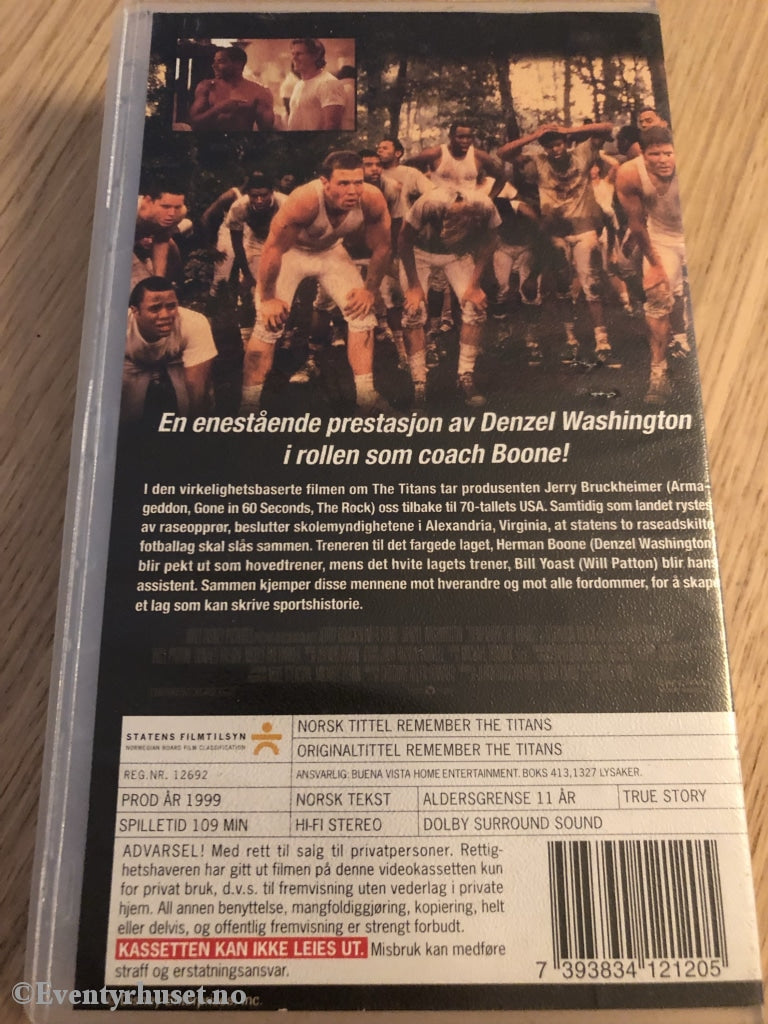 En enestående prestasjon av Denzel Washington
i rollen som coach Boone!
I den virkelighetsbaserte filmen om The Titans tar produsenten Jerry Bruckheimer (Arma-
geddon, Gone in 60 Seconds, The Rock) oss tilbake til 70-tallets USA. Samtidig som landet rystes
av raseopprør, beslutter skolemyndighetene i Alexandria, Virginia, at statens to raseadskilte
fotballag skal slås sammen. Treneren til det fargede laget, Herman Boone (Denzel Washington)
blir pekt ut som hovedtrener, mens det hvite lagets trener, Bill Yoast (Will Patton) blir hans
assistent. Sammen kjemper disse mennene mot hverandre og mot alle fordommer, for å skape
et lag som kan skrive sportshistorie.
STATENS FILMTILSYN
NORWEGIAN BOARD FILM CLASSIFICATION
NORSK TITTEL REMEMBER THE TITANS
ORIGINALTITTEL REMEMBER THE TITANS
REG.NR. 12692 ANSVARLIG: BUENA VISTA HOME ENTERTAINMENT. BOKS 413,1327 LYSAKER.
PROD ÅR 1999 NORSK TEKST ALDERSGRENSE 11 ÅR TRUE STORY
SPILLETID 109 MIN HI-FI STEREO DOLBY SURROUND SOUND
ADVARSEL! Med rett til salg til privatpersoner. Rettig-
hetshaveren har gitt ut filmen på denne videokassetten kun
for privat bruk, d.v.s. til fremvisning uten vederlag i private
hjem. All annen benyttelse, mangfoldiggjøring, kopiering, helt
eller delvis, og offentlig fremvisning er strengt forbudt.
KASSETTEN KAN IKKE LEIES UT. Misbruk kan medføre
straff og erstatningsansvar.
7 393834 121205
©Eventyrhuset.no
Inc.